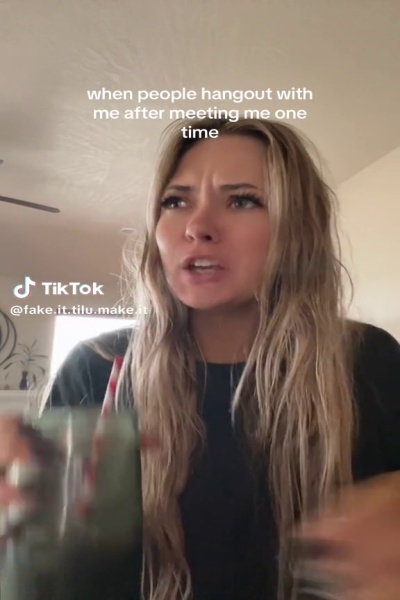 when people hangout with
me after meeting me one
time
TikTok
@fake.it.tilu.make.it